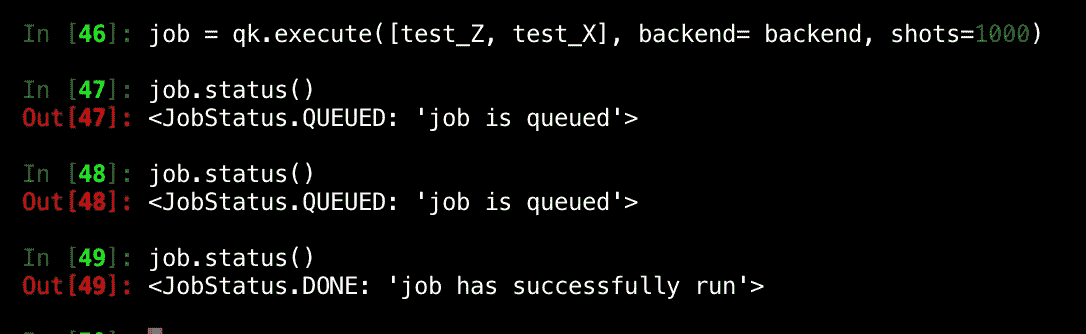 In [46]: job = qk.execute([test_Z, test_X], backend= backend, shots=1000)
In [47]: job.status()
Out[47]: <JobStatus.QUEUED: 'job is queued'>
In [48]: job.status()
Out[48]: <JobStatus.QUEUED: 'job is queued'>
In [49]: job.status()
Out[49]: <JobStatus.DONE: 'job has successfully run'>